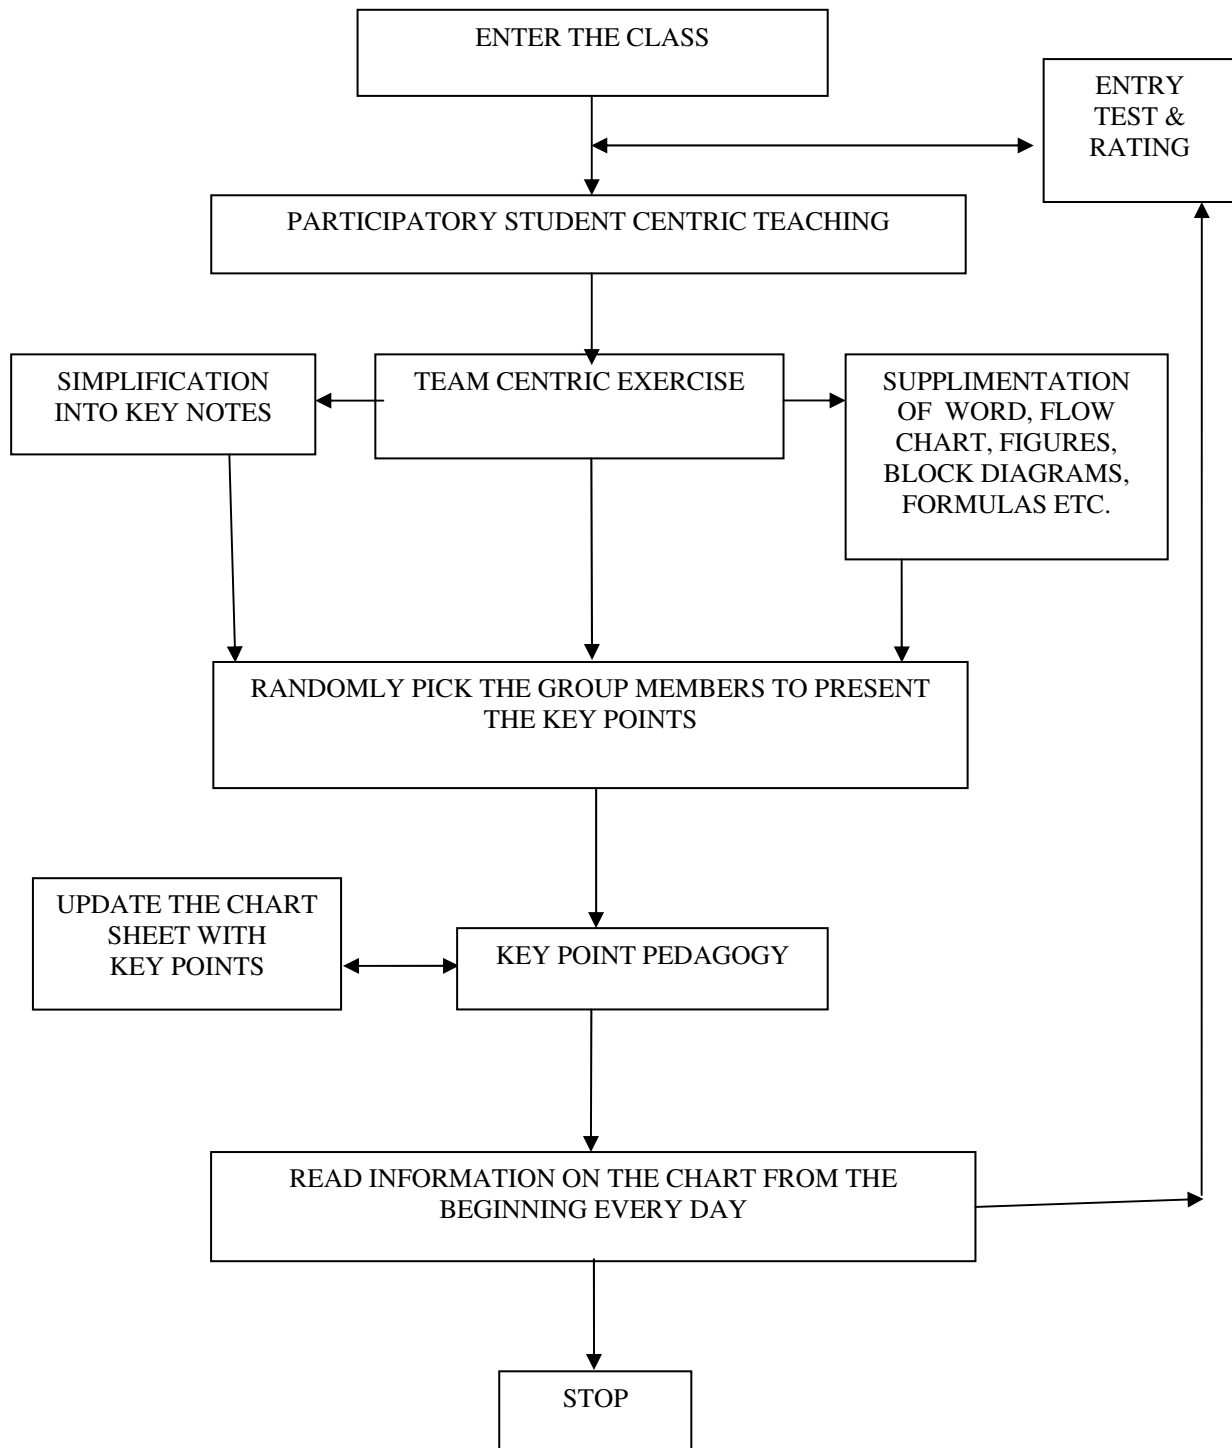 ENTER THE CLASS
ENTRY
TEST &
RATING
PARTICIPATORY STUDENT CENTRIC TEACHING
SIMPLIFICATION
INTO KEY NOTES
TEAM CENTRIC EXERCISE
SUPPLIMENTATION
OF WORD, FLOW
CHART, FIGURES,
BLOCK DIAGRAMS,
FORMULAS ETC.
RANDOMLY PICK THE GROUP MEMBERS TO PRESENT
THE KEY POINTS
UPDATE THE CHART
SHEET WITH
KEY POINTS
KEY POINT PEDAGOGY
READ INFORMATION ON THE CHART FROM THE
BEGINNING EVERY DAY
STOP